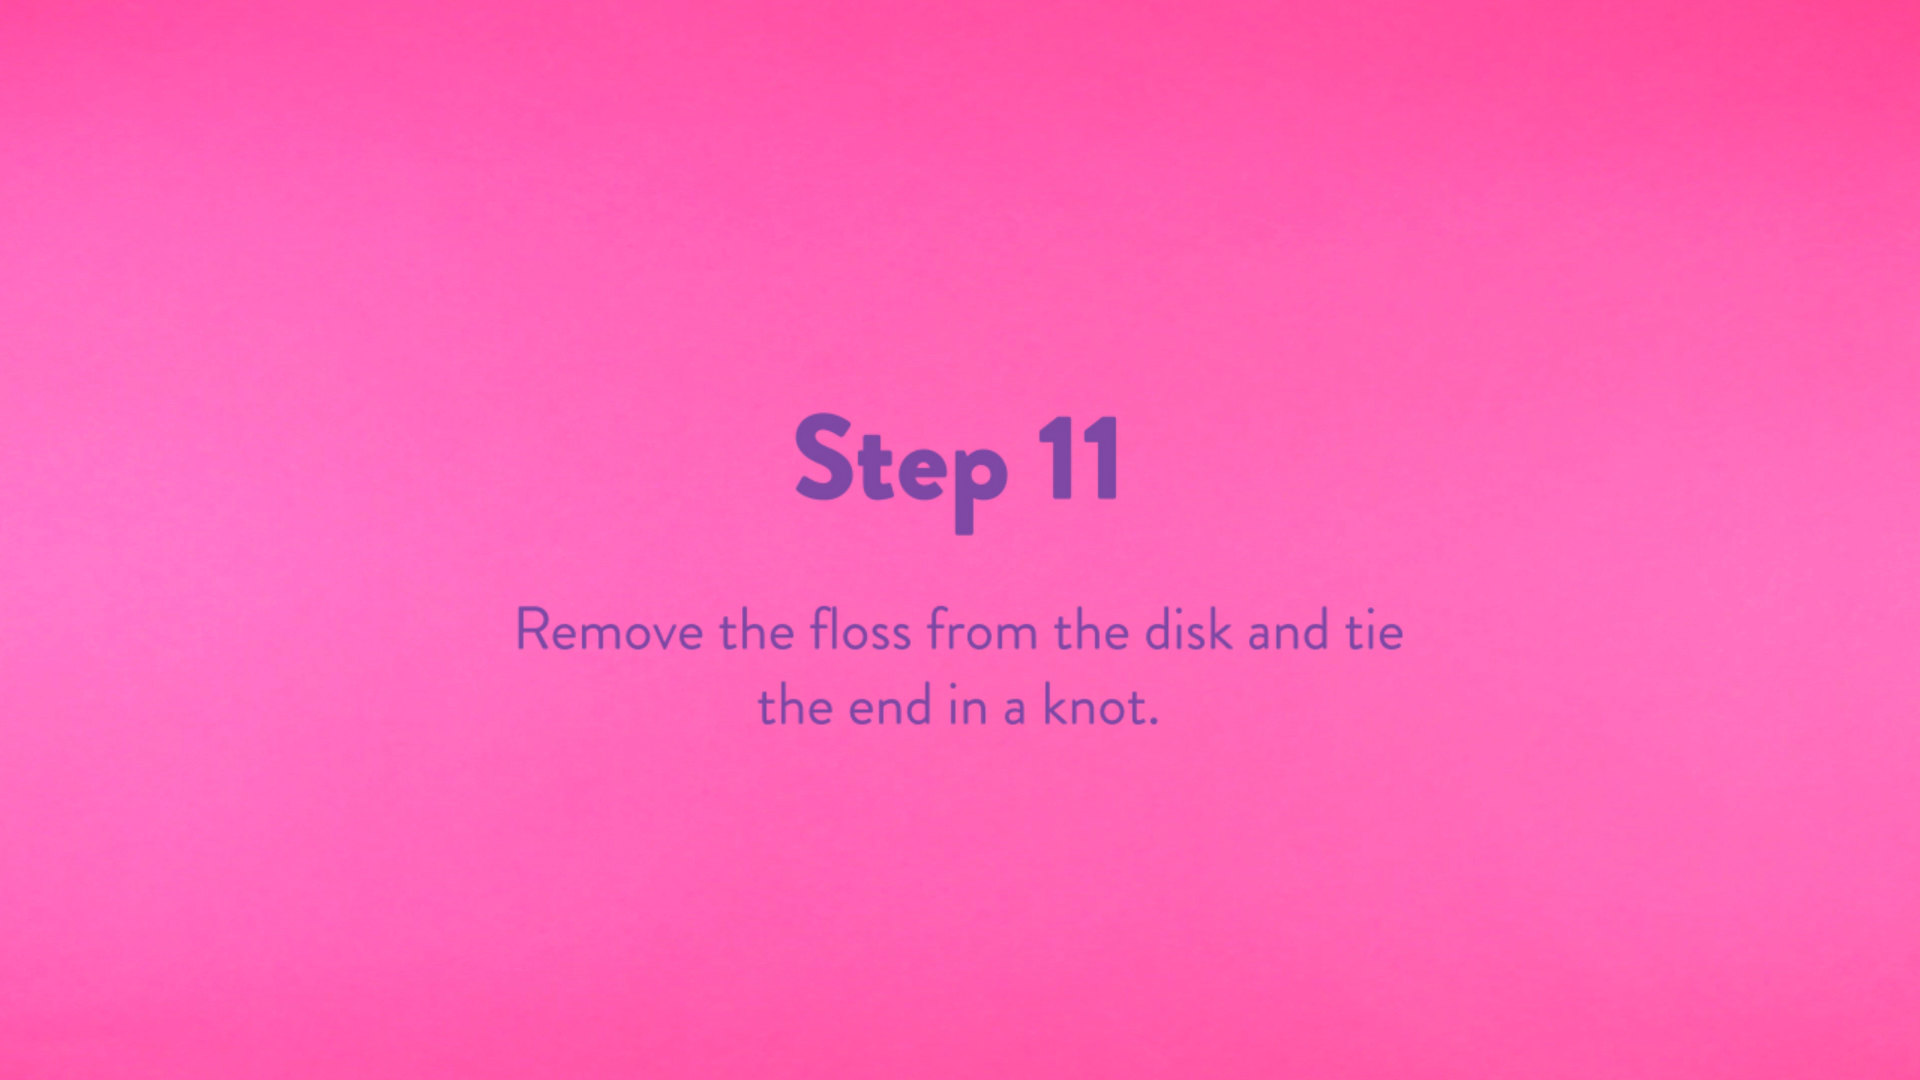 Step 11
Remove the floss from the disk and tie
the end in a knot.